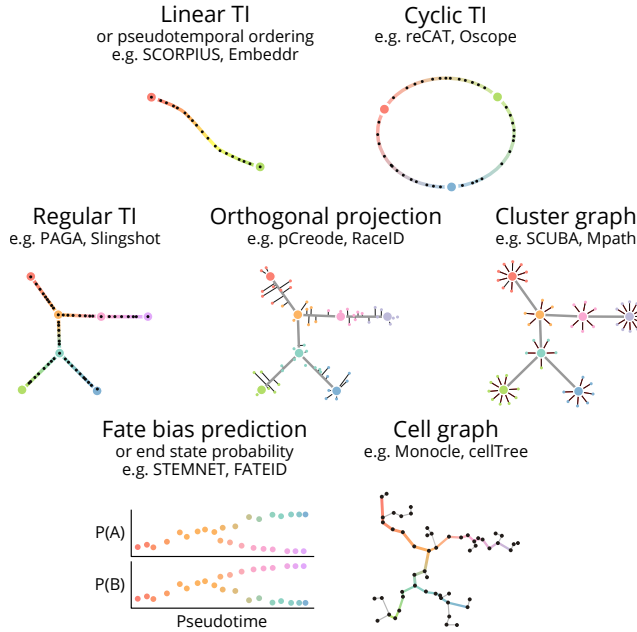 Linear TI
or pseudotemporal ordering
e.g. SCORPIUS, Embeddr
Cyclic TI
e.g. reCAT, Oscope
Regular TI
e.g. PAGA, Slingshot
Orthogonal projection
e.g. pCreode, RaceID
Cluster graph
e.g. SCUBA, Mpath
Fate bias prediction
or end state probability
e.g. STEMNET, FATEID
P(A)
P(B)
Pseudotime
Cell graph
e.g. Monocle, cellTree